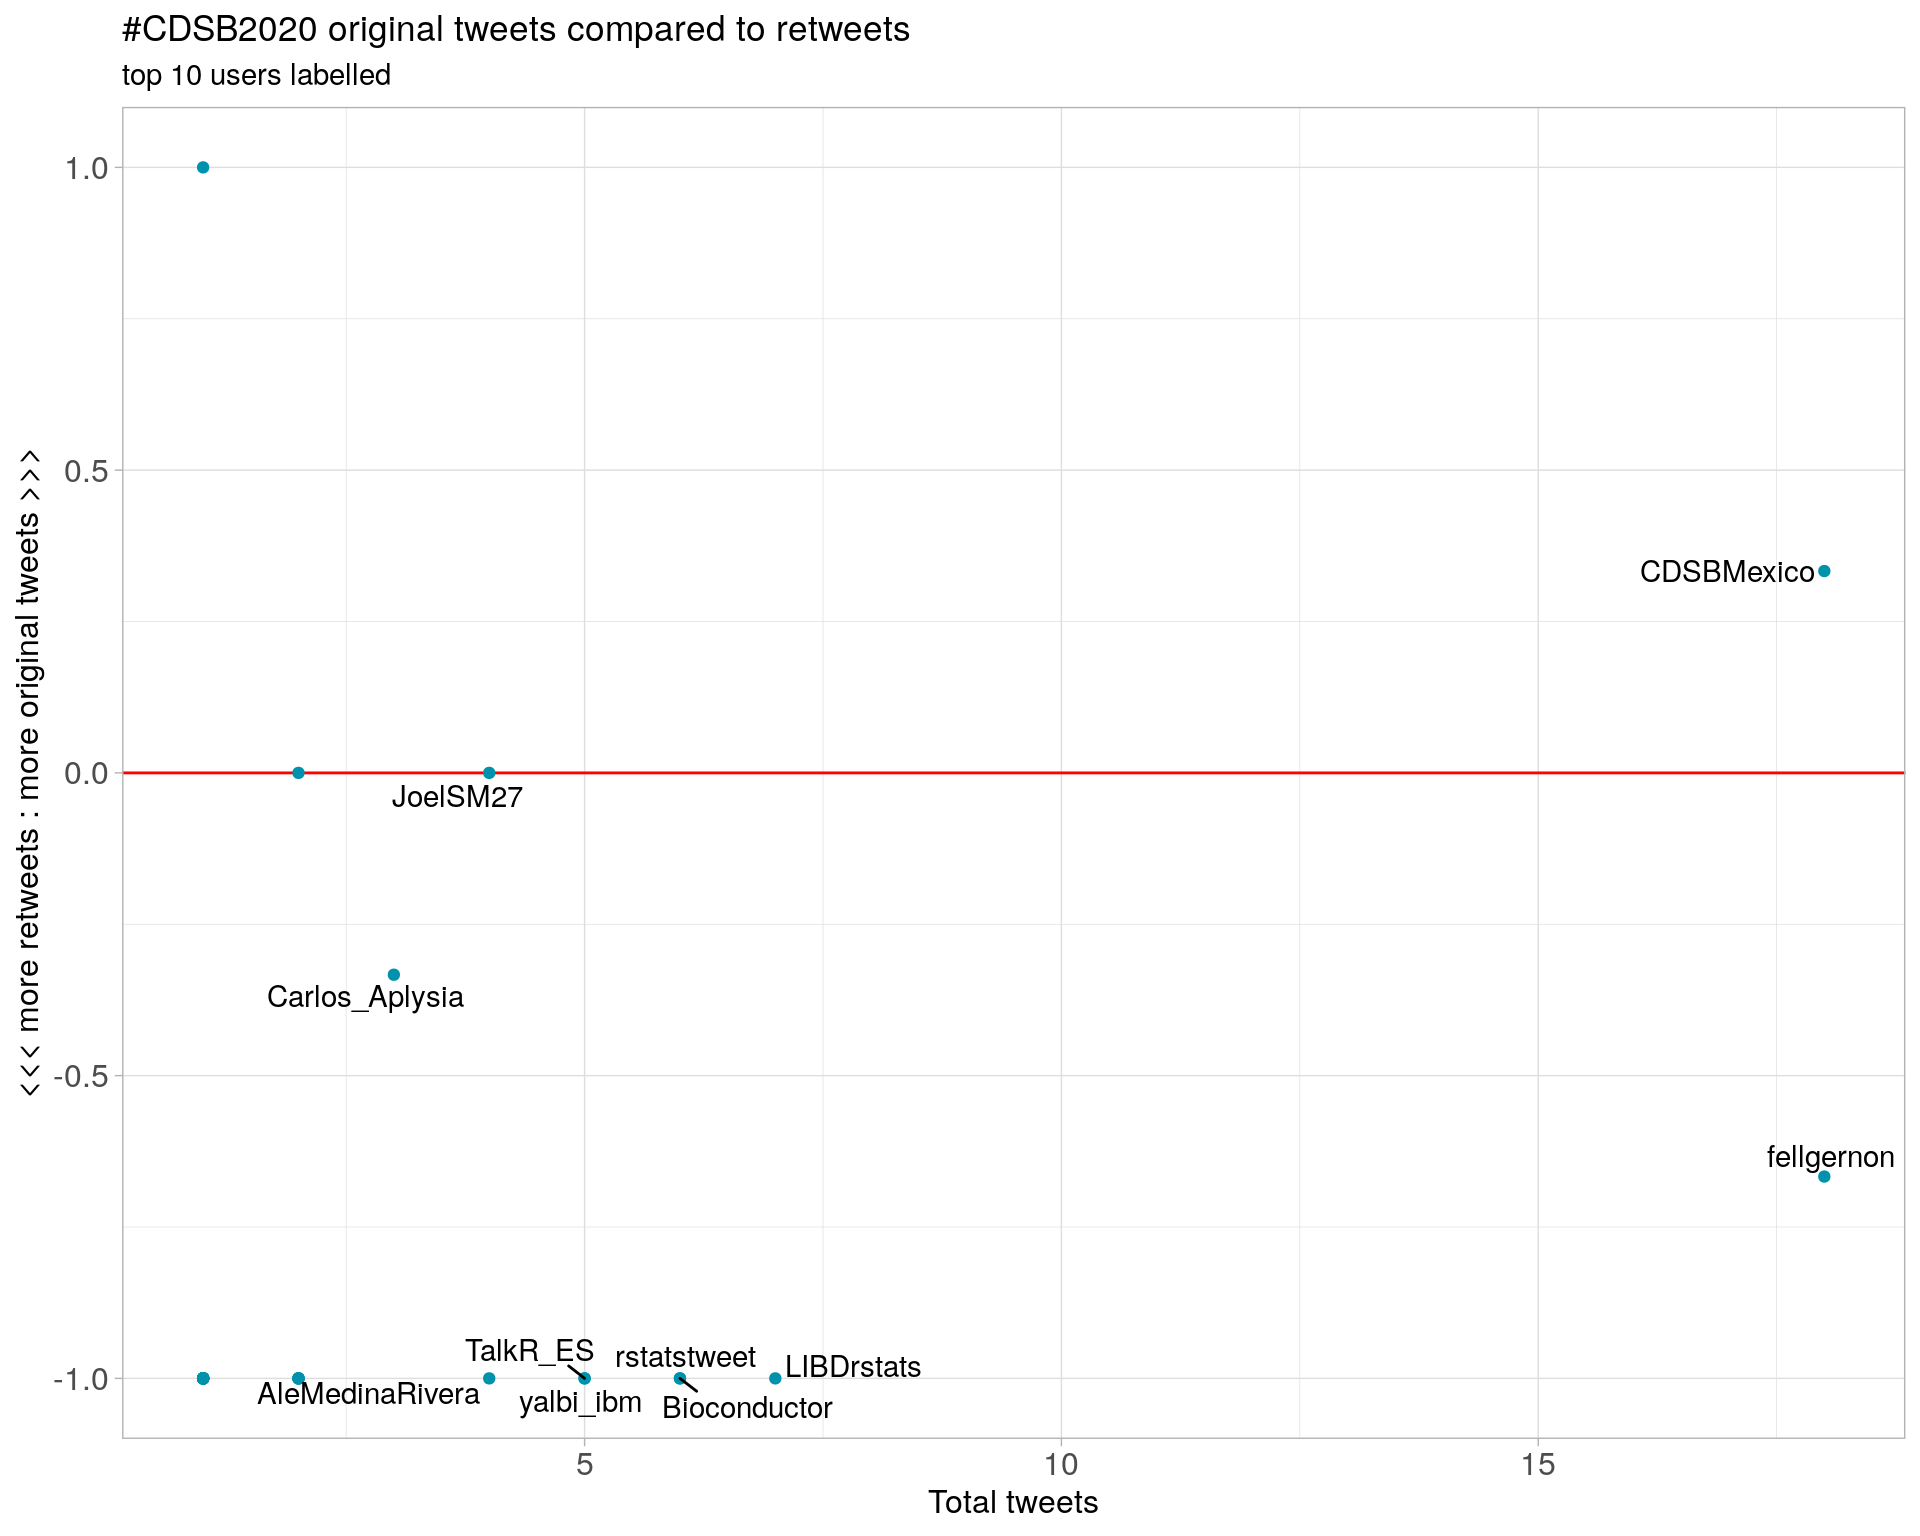 #CDSB2020 original tweets compared to retweets
top 10 users labelled
<<< more retweets : more original tweets >>>
1.0
0.5
0.0
-0.5
-1.0
CDSBMexico
JoelSM27
Carlos_Aplysia
fellgernon
TalkR_ES
rstatstweet
LIBDrstats
AleMedinaRivera
yalbi_ibm
Bioconductor
5
10
15
Total tweets